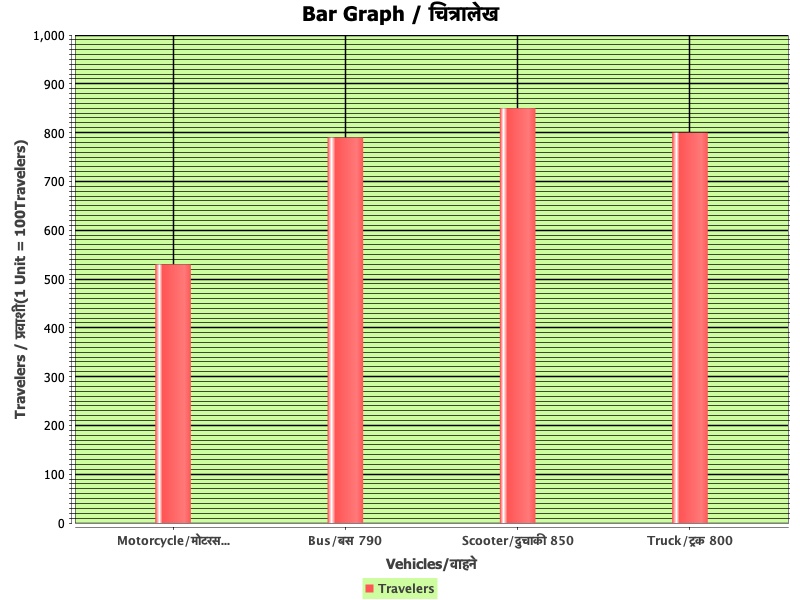 Bar Graph / चित्रालेख
Travelers / प्रवाशी(1 Unit = 100Travelers)
1,000
900
800
700
600
500
400
300
200
100
0
Motorcycle/मोटरस... Bus/बस 790 Scooter/दुचाकी 850 Truck/ट्रक 800
Vehicles/वाहने
Travelers